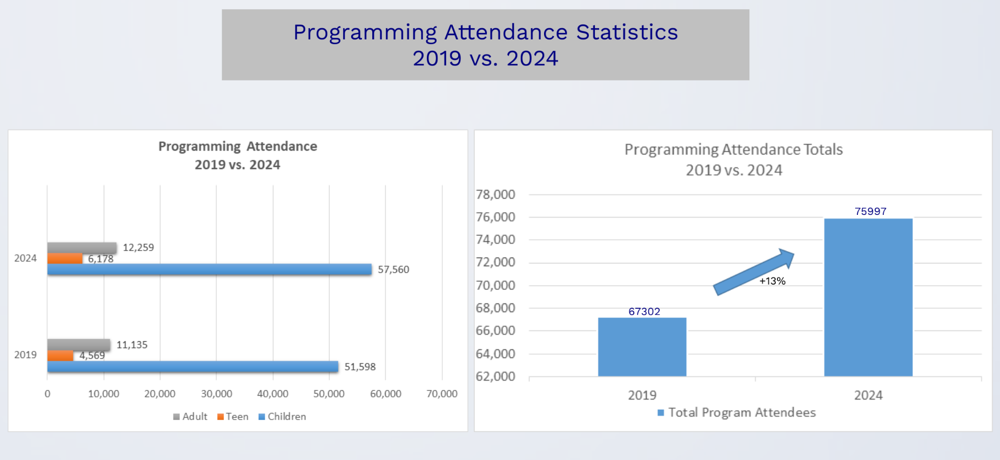 Programming Attendance Statistics
2019 vs. 2024
Programming Attendance
2019 vs. 2024
2024
12,259
6,178
57,560
2019
11,135
4,569
51,598
0 10,000 20,000 30,000 40,000 50,000 60,000 70,000
Adult Teen Children
Programming Attendance Totals
2019 vs. 2024
78,000
76,000
74,000
72,000
70,000
68,000
66,000
64,000
62,000
75997
+13%
67302
2019 2024
Total Program Attendees